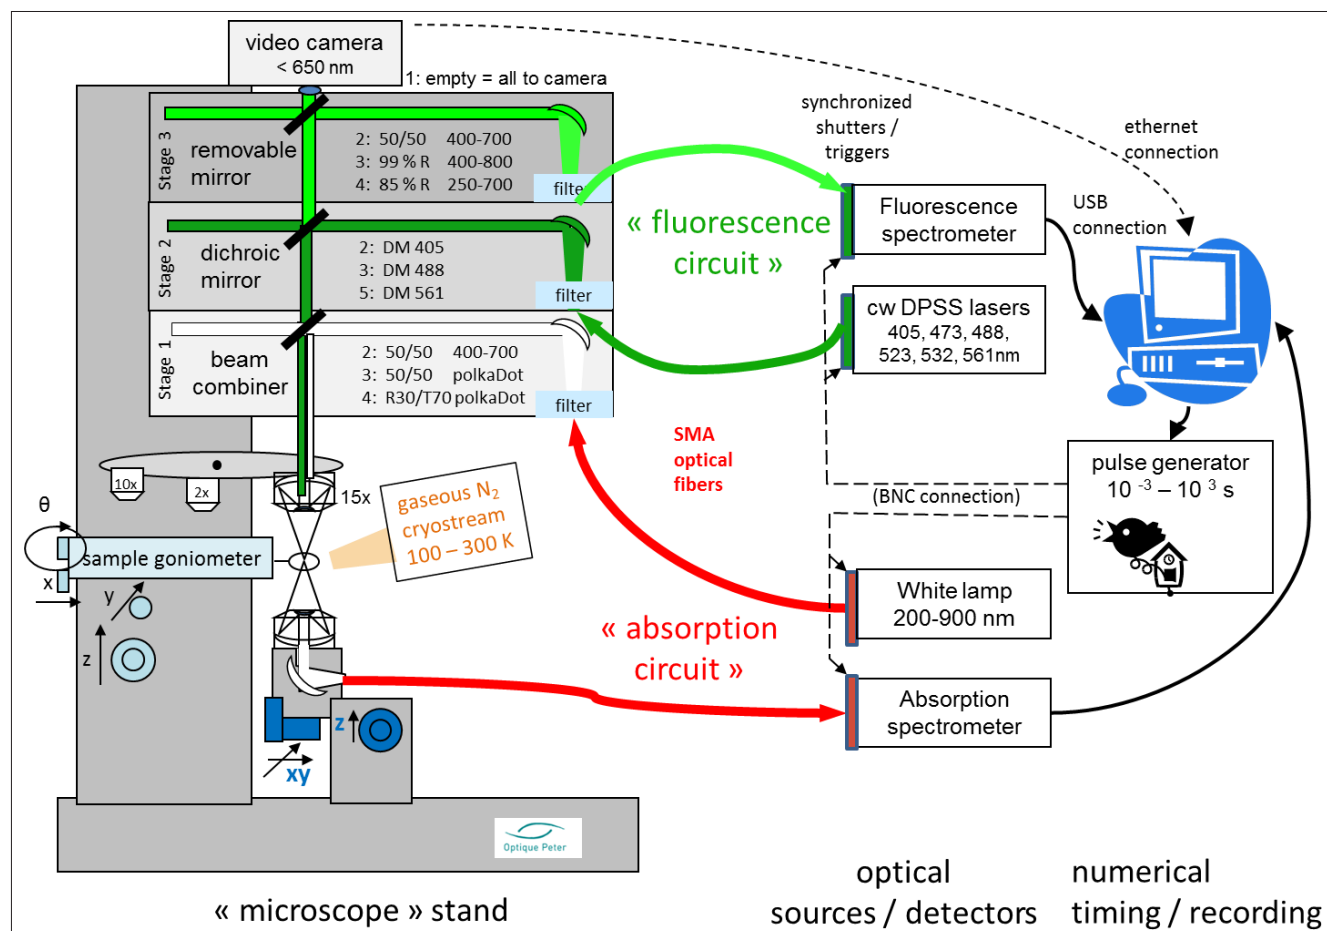 video camera
< 650 nm
1: empty = all to camera
Stage 3
removable
mirror
2: 50/50 400-700
3: 99 % R 400-800
4: 85 % R 250-700
filter
Stage 2
dichroic
mirror
2: DM 405
3: DM 488
5: DM 561
filter
Stage 1
beam
combiner
2: 50/50 400-700
3: 50/50 polkaDot
4: R30/T70 polkaDot
filter
synchronized
shutters /
triggers
ethernet
connection
USB
connection
« fluorescence
circuit »
Fluorescence
spectrometer
cw DPSS lasers
405, 473, 488,
523, 532, 561nm
SMA
optical
fibers
pulse generator
10 -3 – 10 3 s
(BNC connection)
10x
2x
15x
gaseous N2
cryostream
100 – 300 K
θ
sample goniometer
x
y
z
White lamp
200-900 nm
« absorption
circuit »
Absorption
spectrometer
z
xy
Optique Peter
« microscope » stand
optical
sources / detectors
numerical
timing / recording